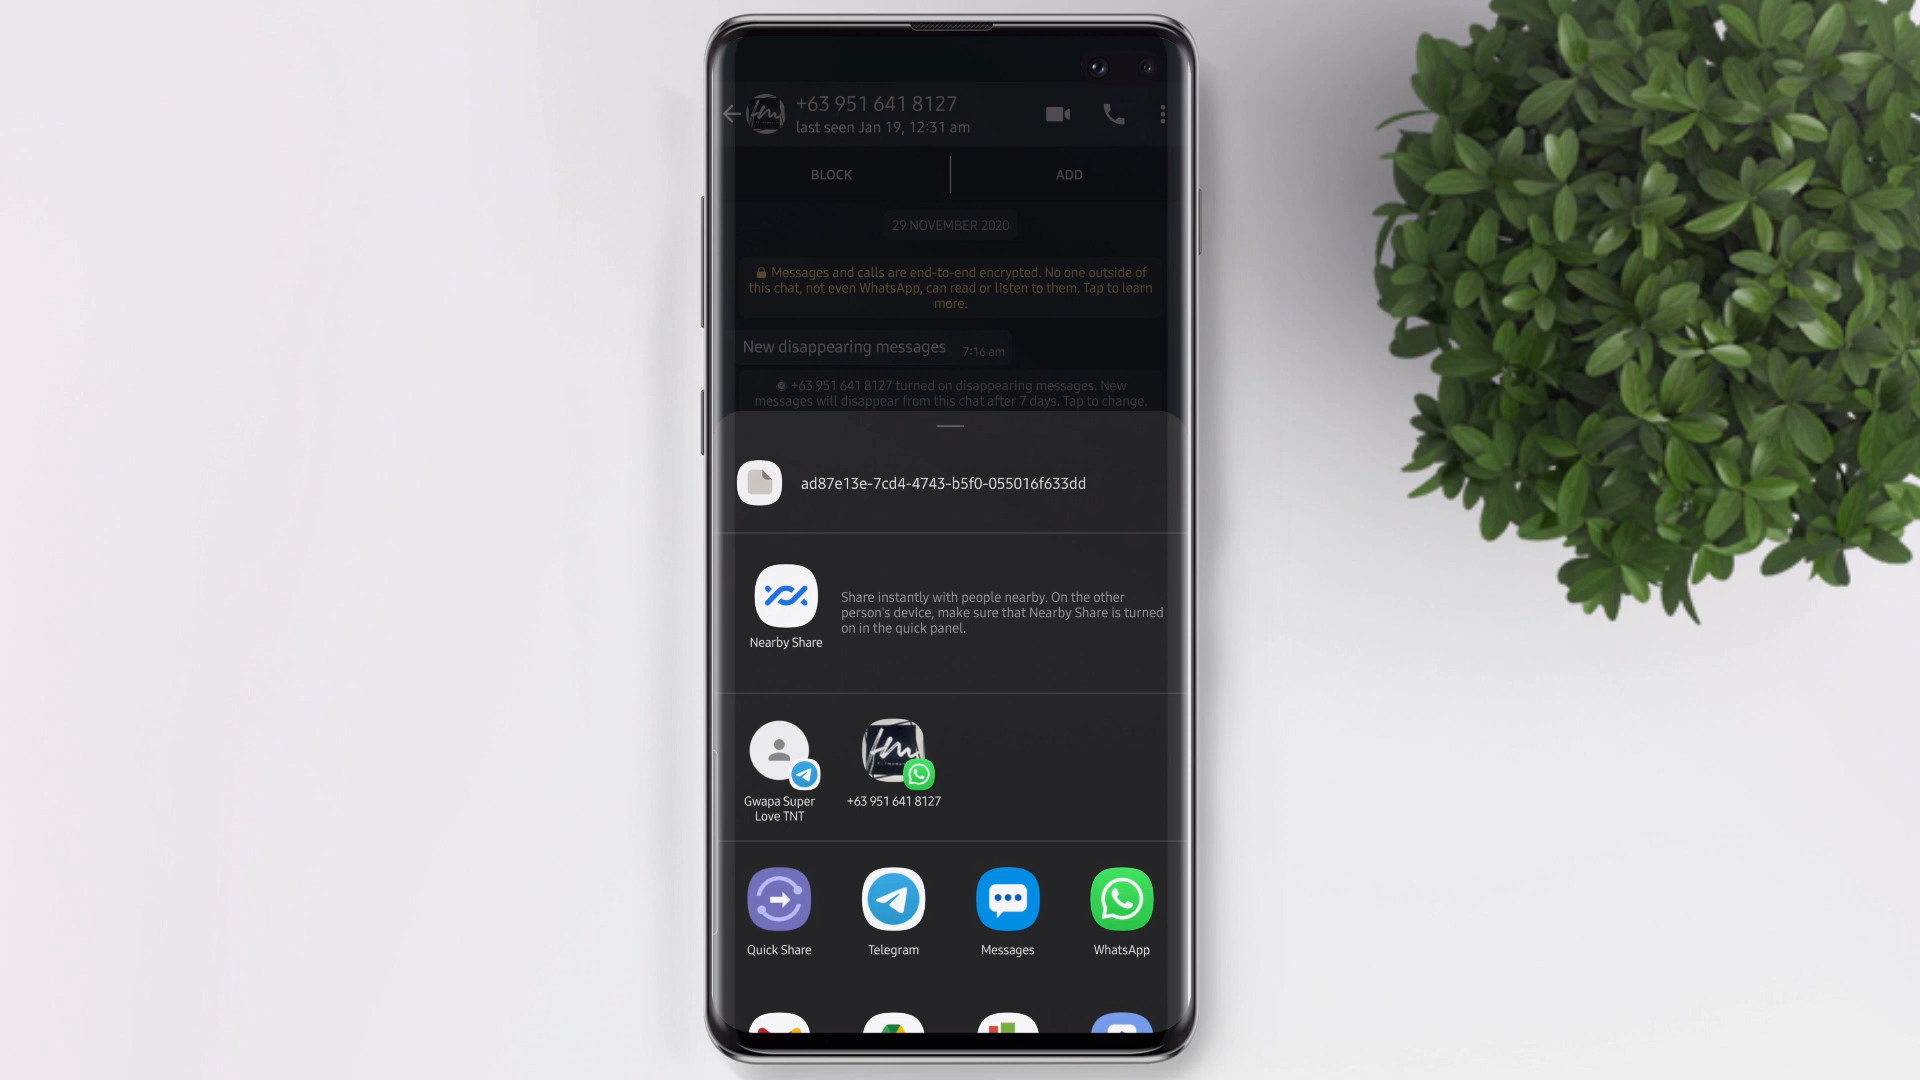 +63 951 641 8127
last seen Jan 19, 12:31 am
BLOCK
ADD
29 NOVEMBER 2020
Messages and calls are end-to-end encrypted. No one outside of
this chat, not even WhatsApp, can read or listen to them. Tap to learn
more.
New disappearing messages 7:16 am
+63 951 641 8127 turned on disappearing messages. New
messages will disappear from this chat after 7 days. Tap to change.
ad87e13e-7cd4-4743-b5f0-055016f633dd
Nearby Share
Share instantly with people nearby. On the other
person's device, make sure that Nearby Share is turned
on in the quick panel.
Gwapa Super
Love TNT
+63 951 641 8127
Quick Share
Telegram
Messages
WhatsApp